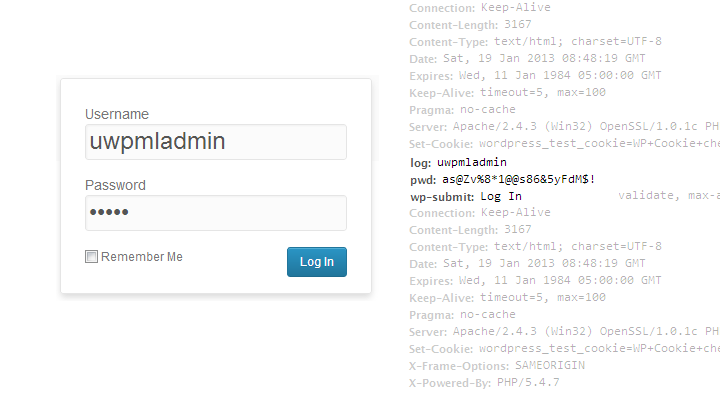 Username
uwpmladmin
Password
•••••
Remember Me
Log In
Connection: Keep-Alive
Content-Length: 3167
Content-Type: text/html; charset=UTF-8
Date: Sat, 19 Jan 2013 08:48:19 GMT
Expires: Wed, 11 Jan 1984 05:00:00 GMT
Keep-Alive: timeout=5, max=100
Pragma: no-cache
Server: Apache/2.4.3 (Win32) OpenSSL/1.0.1c PH
Set-Cookie: wordpress_test_cookie=WP+Cookie+che
log: uwpmladmin
pwd: as@Zv%8*1@@s86&5yFdM$!
wp-submit: Log In validate, max-a
Connection: Keep-Alive
Content-Length: 3167
Content-Type: text/html; charset=UTF-8
Date: Sat, 19 Jan 2013 08:48:19 GMT
Expires: Wed, 11 Jan 1984 05:00:00 GMT
Keep-Alive: timeout=5, max=100
Pragma: no-cache
Server: Apache/2.4.3 (Win32) OpenSSL/1.0.1c PH
Set-Cookie: wordpress_test_cookie=WP+Cookie+che
X-Frame-Options: SAMEORIGIN
X-Powered-By: PHP/5.4.7